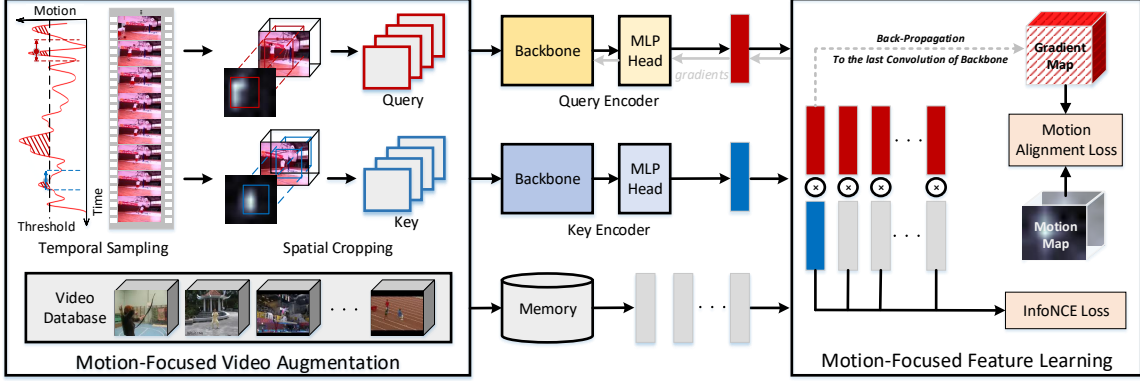 Motion
Time
Threshold
Temporal Sampling
Spatial Cropping
Query
Key
Video
Database
Motion-Focused Video Augmentation
Backbone
MLP
Head
gradients
Query Encoder
Backbone
MLP
Head
Key Encoder
Memory
Back-Propagation
To the last Convolution of Backbone
Gradient
Map
Motion
Alignment Loss
Motion
Map
InfoNCE Loss
Motion-Focused Feature Learning